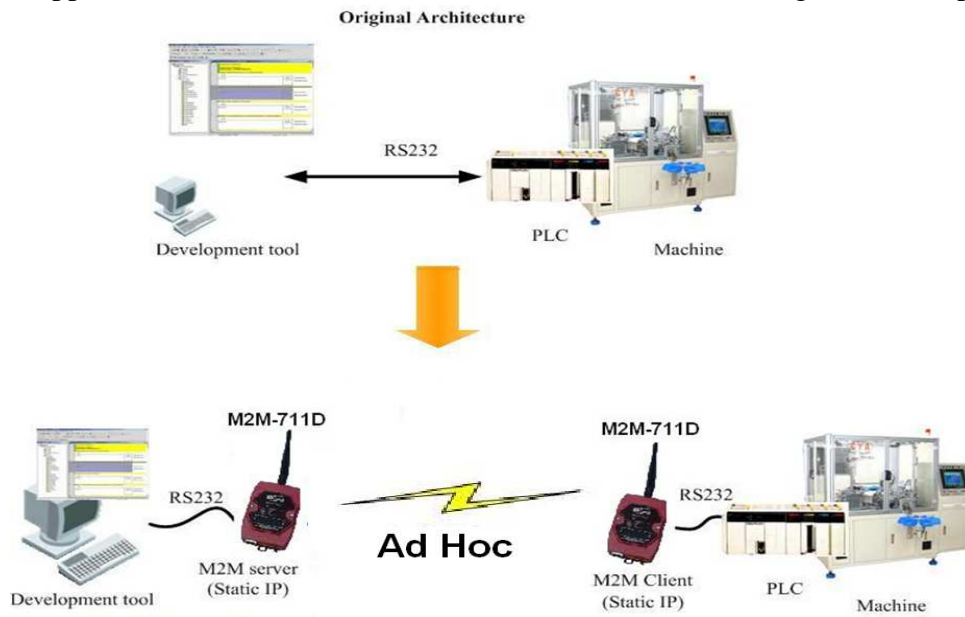 Original Architecture
RS232
PLC
Development tool
Machine
M2M-711D
M2M-711D
RS232
RS232
Ad Hoc
M2M server
(Static IP)
M2M Client
(Static IP)
PLC
Development tool
Machine